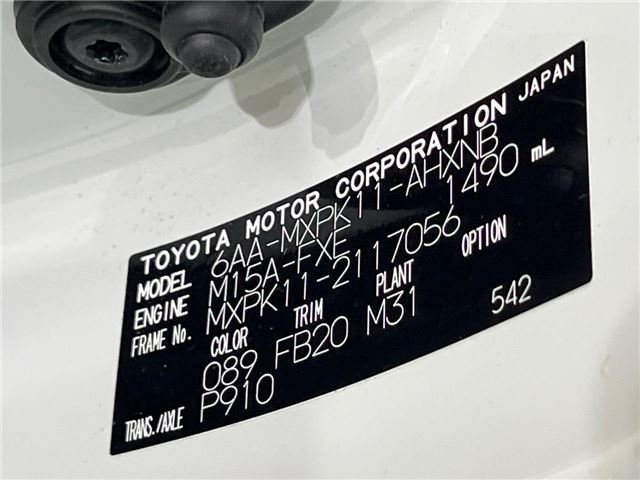 TOYOTA MOTOR CORPORATION JAPAN
MODEL 6AA-MXPK11-AHXNB
ENGINE M15A-FXE 1490 mL
FRAME No. MXPK11-2117056
COLOR TRIM PLANT OPTION
089 FB20 M31 542
TRANS./AXLE P910